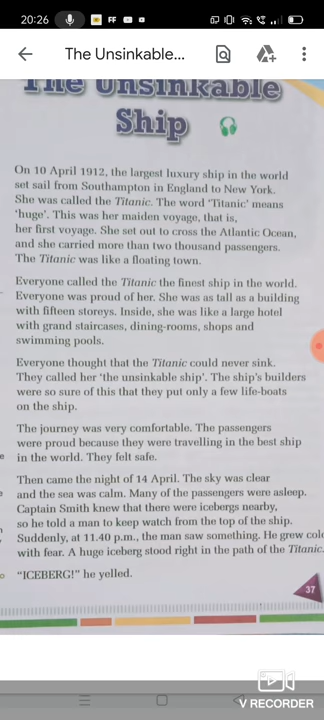 20:26
FF
The Unsinkable...
The Unsinkable
Ship
On 10 April 1912, the largest luxury ship in the world
set sail from Southampton in England to New York.
She was called the Titanic. The word ‘Titanic’ means
‘huge’. This was her maiden voyage, that is,
her first voyage. She set out to cross the Atlantic Ocean,
and she carried more than two thousand passengers.
The Titanic was like a floating town.
Everyone called the Titanic the finest ship in the world.
Everyone was proud of her. She was as tall as a building
with fifteen storeys. Inside, she was like a large hotel
with grand staircases, dining-rooms, shops and
swimming pools.
Everyone thought that the Titanic could never sink.
They called her ‘the unsinkable ship’. The ship’s builders
were so sure of this that they put only a few life-boats
on the ship.
The journey was very comfortable. The passengers
were proud because they were travelling in the best ship
in the world. They felt safe.
Then came the night of 14 April. The sky was clear
and the sea was calm. Many of the passengers were asleep.
Captain Smith knew that there were icebergs nearby,
so he told a man to keep watch from the top of the ship.
Suddenly, at 11.40 p.m., the man saw something. He grew cold
with fear. A huge iceberg stood right in the path of the Titanic.
“ICEBERG!” he yelled.
37
V RECORDER